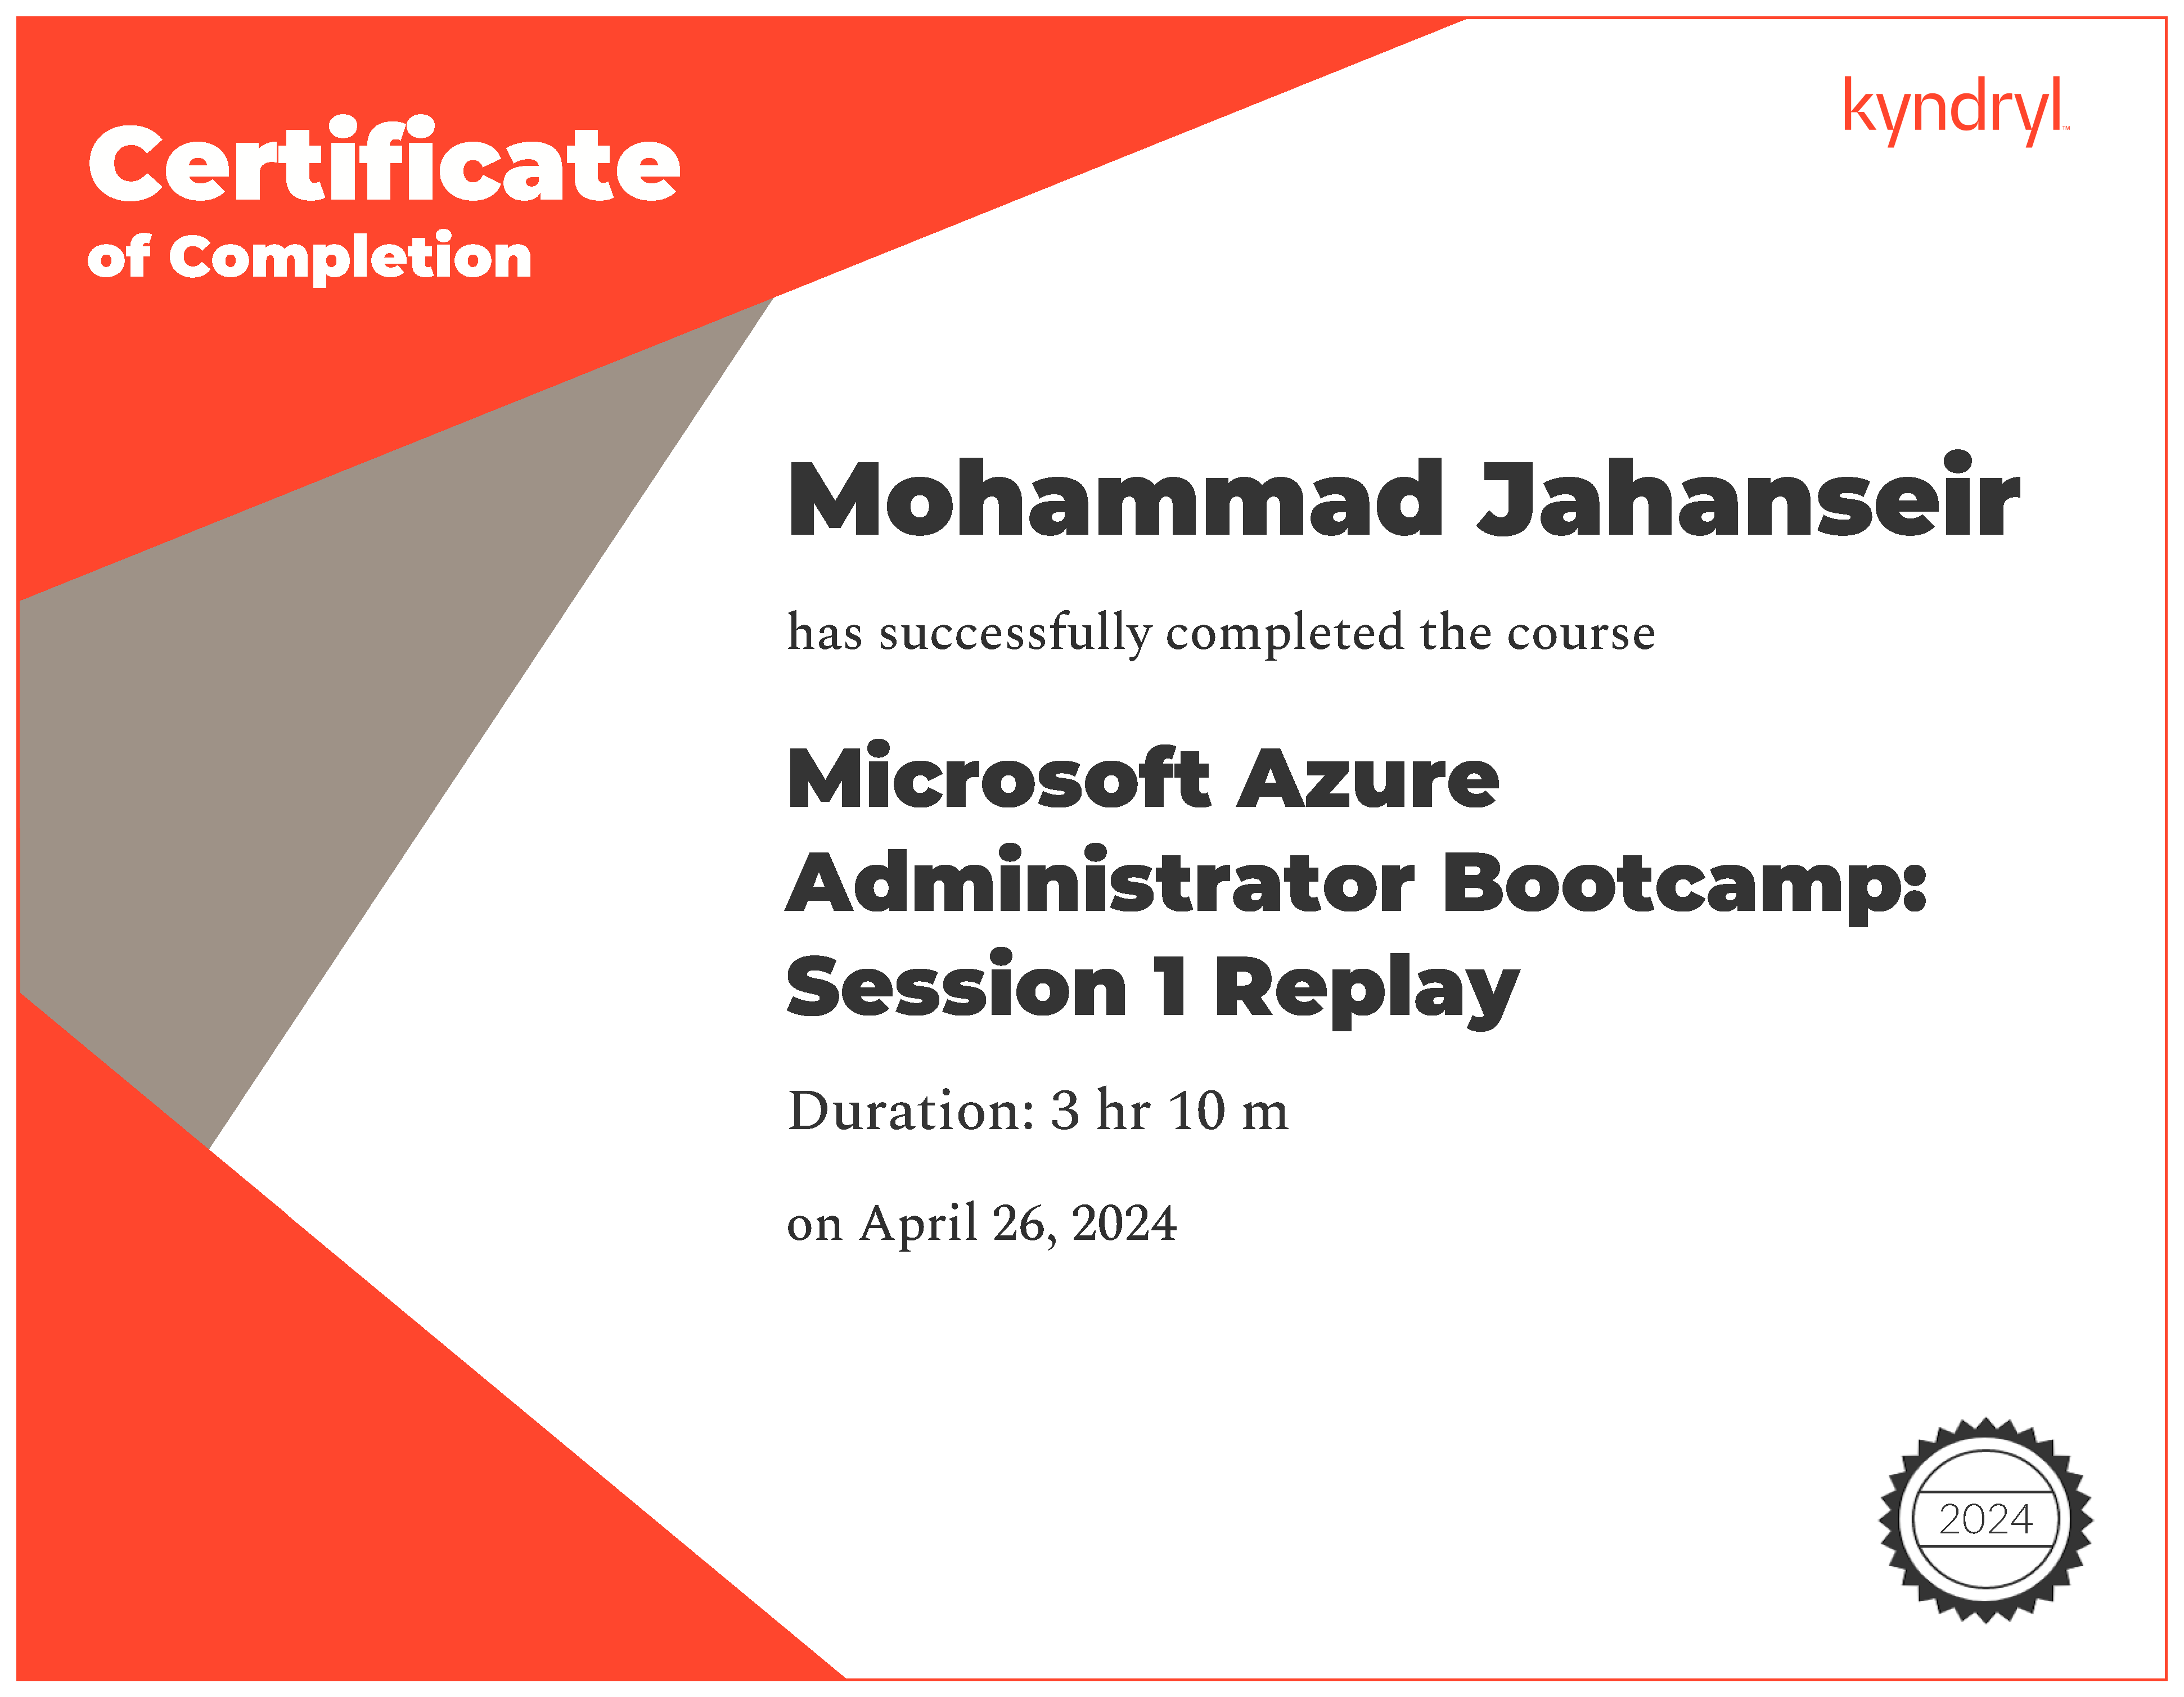 Certificate
of Completion
kyndryl™
Mohammad Jahanseir
has successfully completed the course
Microsoft Azure
Administrator Bootcamp:
Session 1 Replay
Duration: 3 hr 10 m
on April 26, 2024
2024